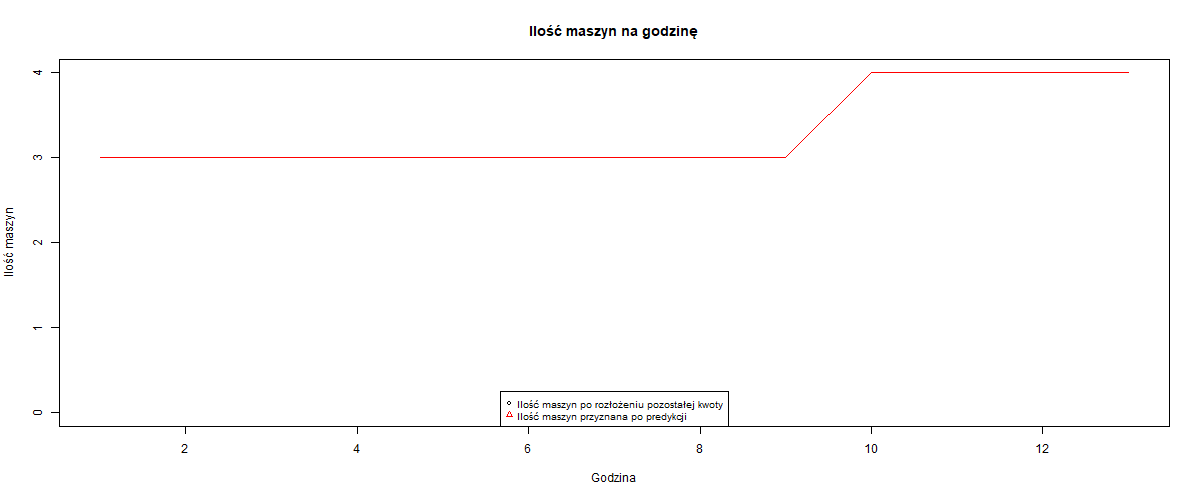 Ilość maszyn na godzinę
Ilość maszyn
4
3
2
1
0
Ilość maszyn po rozłożeniu pozostałej kwoty
Ilość maszyn przyznana po predykcji
2 4 6 8 10 12
Godzina